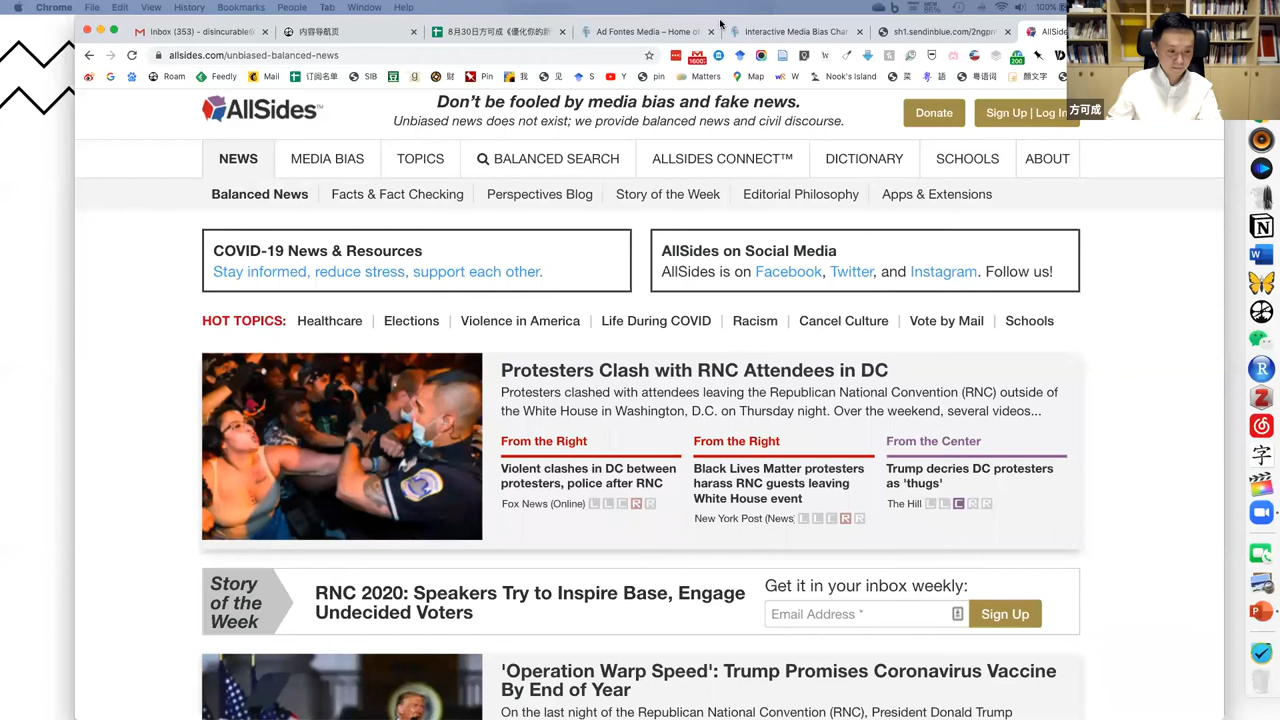 Chrome File Edit View History Bookmarks People Tab Window Help 100%
Inbox (353) - disincurable
内容导航页
8月30日方可成《优化你的新
Ad Fontes Media – Home of
Interactive Media Bias Char
sh1.sendinblue.com/2ngpm
AllSid
allsides.com/unbiased-balanced-news
G Roam Feedly Mail 订阅名单 SIB 财 Pin 我 见 S Y pin Matters Map W Nook's Island 菜 语 粤语词 颜文字
方可成
AllSides™
Don't be fooled by media bias and fake news.
Unbiased news does not exist; we provide balanced news and civil discourse.
Donate
Sign Up | Log In
NEWS MEDIA BIAS TOPICS BALANCED SEARCH ALLSIDES CONNECT™ DICTIONARY SCHOOLS ABOUT
Balanced News Facts & Fact Checking Perspectives Blog Story of the Week Editorial Philosophy Apps & Extensions
COVID-19 News & Resources
Stay informed, reduce stress, support each other.
AllSides on Social Media
AllSides is on Facebook, Twitter, and Instagram. Follow us!
HOT TOPICS: Healthcare | Elections | Violence in America | Life During COVID | Racism | Cancel Culture | Vote by Mail | Schools
Protesters Clash with RNC Attendees in DC
Protesters clashed with attendees leaving the Republican National Convention (RNC) outside of
the White House in Washington, D.C. on Thursday night. Over the weekend, several videos...
From the Right
Violent clashes in DC between
protesters, police after RNC
Fox News (Online) L L C R R
From the Right
Black Lives Matter protesters
harass RNC guests leaving
White House event
New York Post (News L L C R R
From the Center
Trump decries DC protesters
as 'thugs'
The Hill L L C R R
Story
of the
Week
RNC 2020: Speakers Try to Inspire Base, Engage
Undecided Voters
Get it in your inbox weekly:
Email Address *
Sign Up
'Operation Warp Speed': Trump Promises Coronavirus Vaccine
By End of Year
On the last night of the Republican National Convention (RNC), President Donald Trump